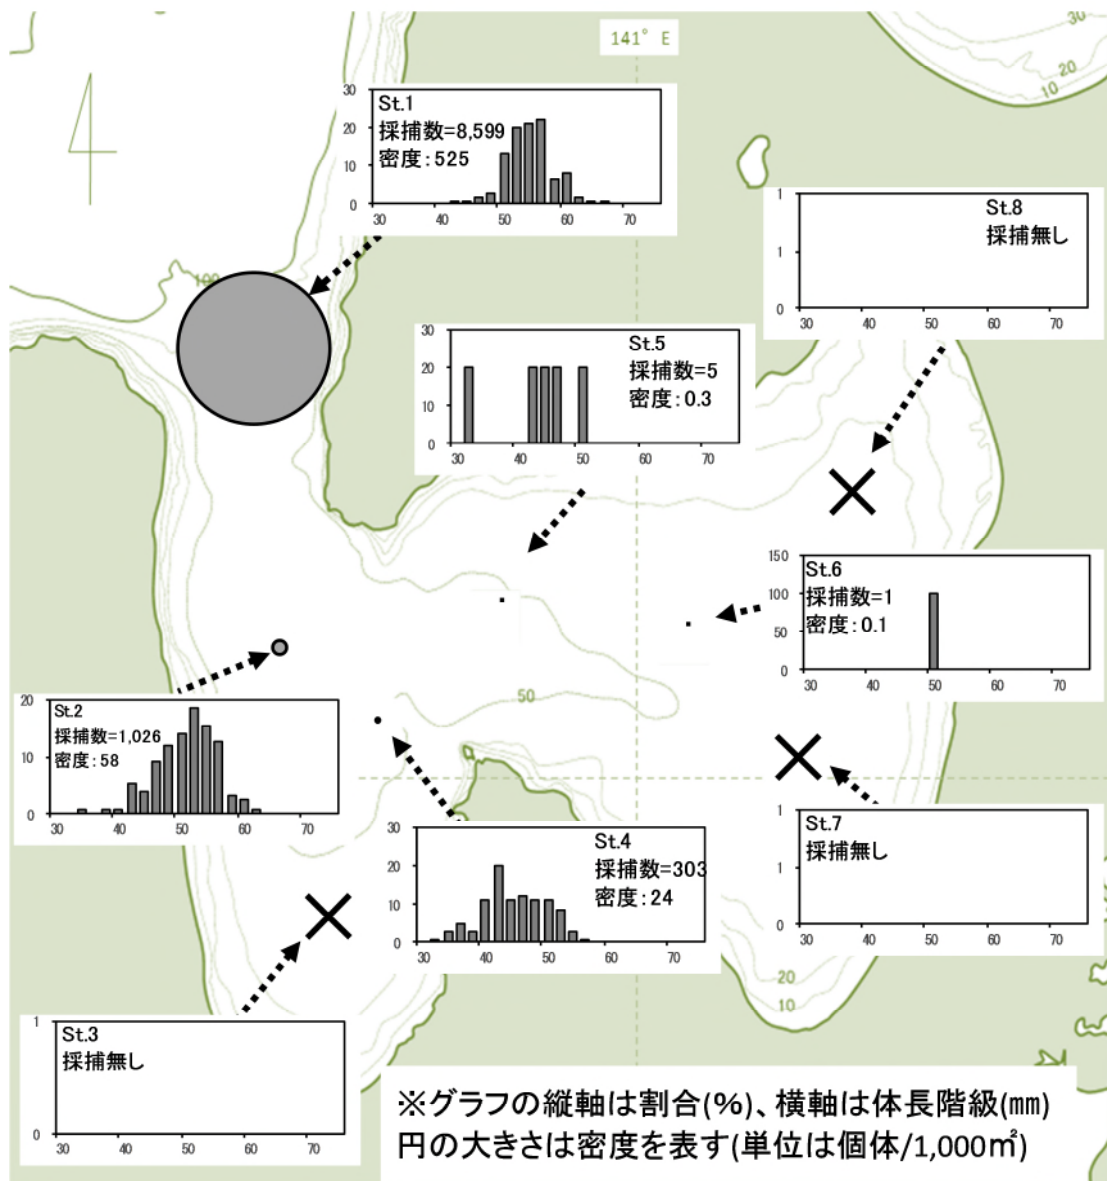 141° E
30
20
10
100
30
20
10
0
St.1
採捕数=8,599
密度:525
30 40 50 60 70
1
1
0
St.8
採捕無し
30 40 50 60 70
30
20
10
0
St.5
採捕数=5
密度:0.3
30 40 50 60 70
150
100
50
0
St.6
採捕数=1
密度:0.1
30 40 50 60 70
50
20
10
0
St.2
採捕数=1,026
密度:58
30 40 50 60 70
30
20
10
0
St.4
採捕数=303
密度:24
30 40 50 60 70
1
1
0
St.7
採捕無し
30 40 50 60 70
20
10
1
0
St.3
採捕無し
30 40 50 60 70
※グラフの縦軸は割合(%)、横軸は体長階級(㎜)
円の大きさは密度を表す(単位は個体/1,000㎡)